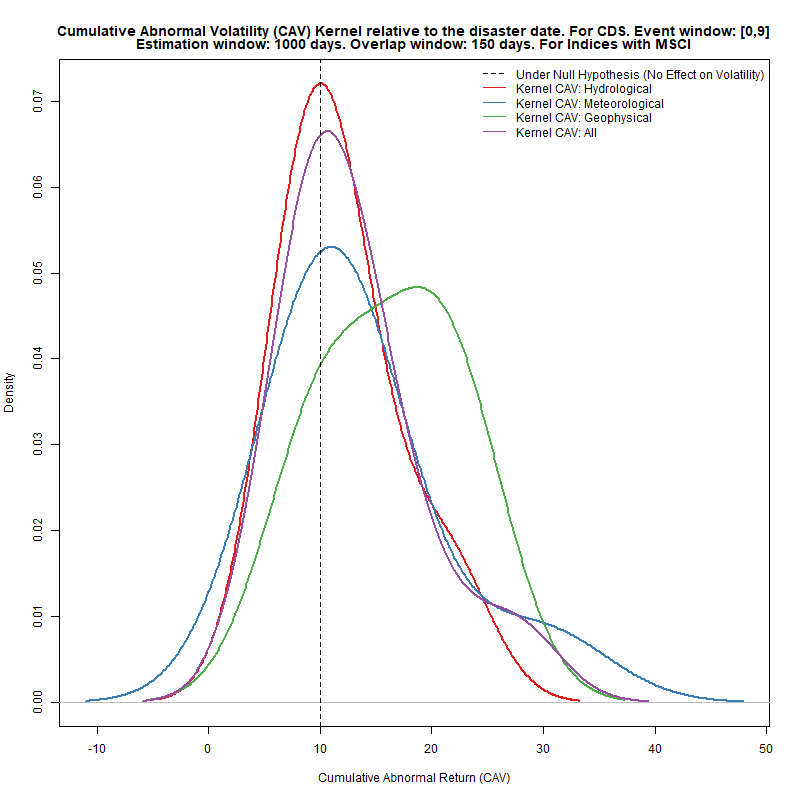 Cumulative Abnormal Volatility (CAV) Kernel relative to the disaster date. For CDS. Event window: [0,9]
Estimation window: 1000 days. Overlap window: 150 days. For Indices with MSCI
Under Null Hypothesis (No Effect on Volatility)
Kernel CAV: Hydrological
Kernel CAV: Meteorological
Kernel CAV: Geophysical
Kernel CAV: All
Density
0.07
0.06
0.05
0.04
0.03
0.02
0.01
0.00
-10 0 10 20 30 40 50
Cumulative Abnormal Return (CAV)